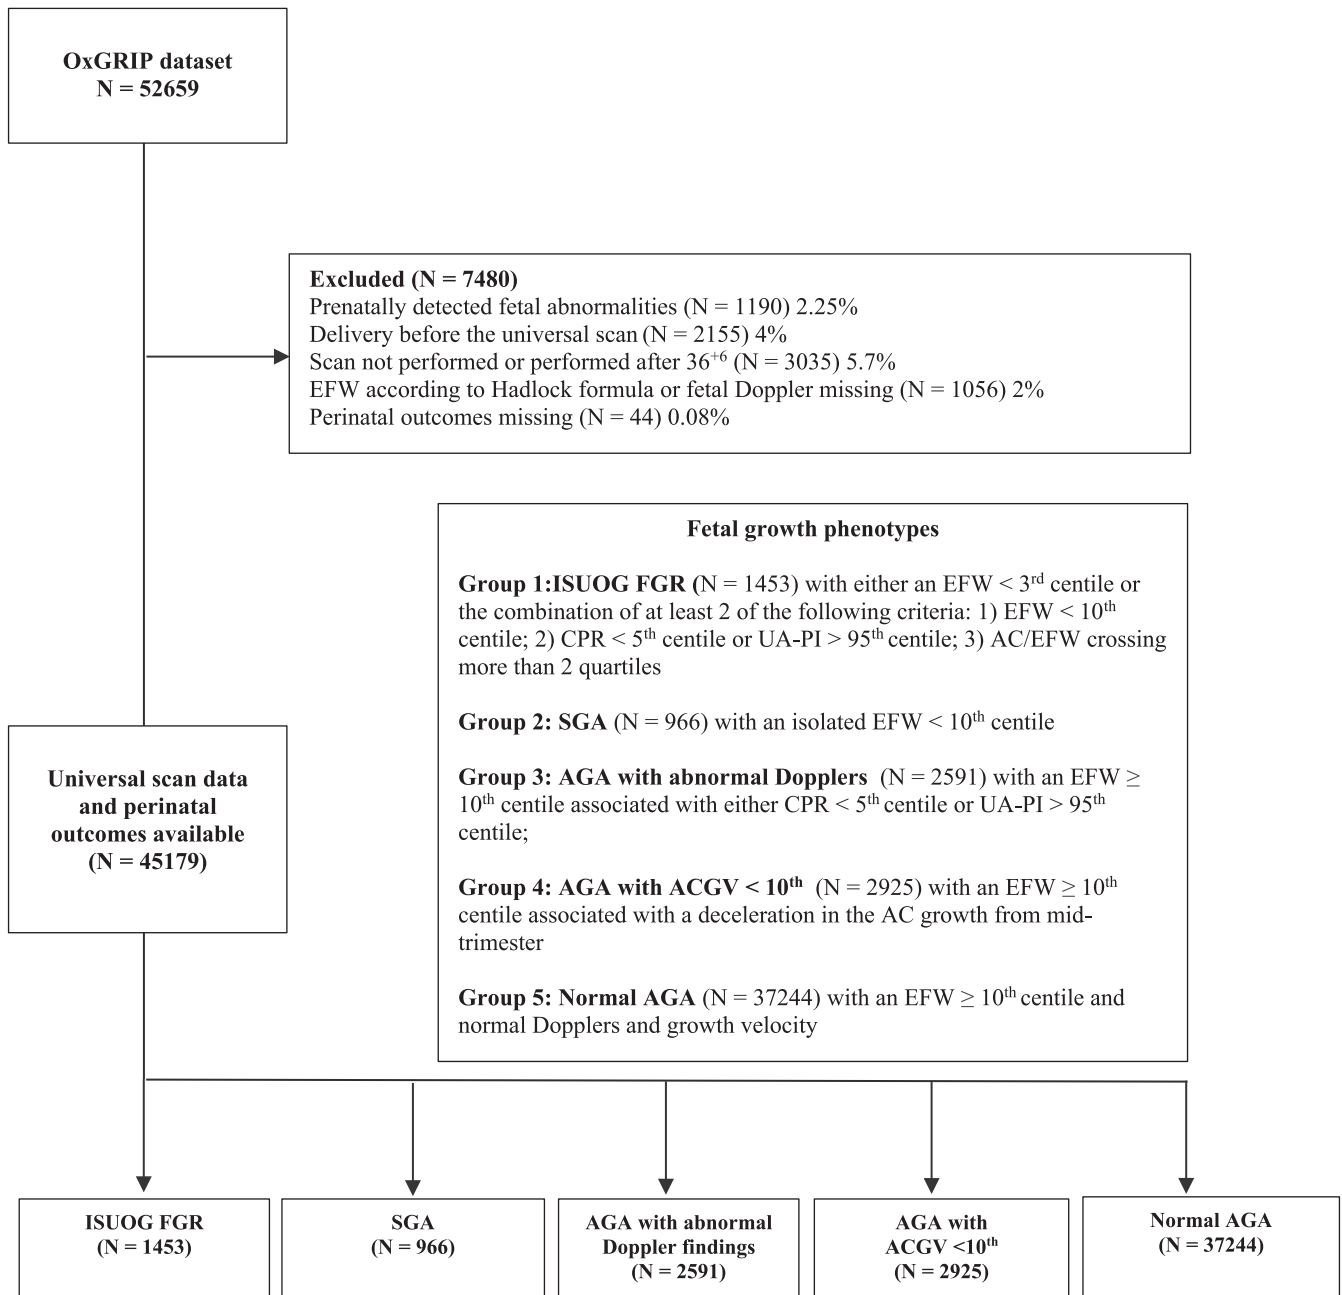 OxGRIP dataset
N = 52659
Excluded (N = 7480)
Prenatally detected fetal abnormalities (N = 1190) 2.25%
Delivery before the universal scan (N = 2155) 4%
Scan not performed or performed after 36+6 (N = 3035) 5.7%
EFW according to Hadlock formula or fetal Doppler missing (N = 1056) 2%
Perinatal outcomes missing (N = 44) 0.08%
Fetal growth phenotypes
Group 1:ISUOG FGR (N = 1453) with either an EFW < 3rd centile or
the combination of at least 2 of the following criteria: 1) EFW < 10th
centile; 2) CPR < 5th centile or UA-PI > 95th centile; 3) AC/EFW crossing
more than 2 quartiles
Group 2: SGA (N = 966) with an isolated EFW < 10th centile
Group 3: AGA with abnormal Dopplers (N = 2591) with an EFW ≥
10th centile associated with either CPR < 5th centile or UA-PI > 95th
centile;
Group 4: AGA with ACGV < 10th (N = 2925) with an EFW ≥ 10th
centile associated with a deceleration in the AC growth from mid-
trimester
Group 5: Normal AGA (N = 37244) with an EFW ≥ 10th centile and
normal Dopplers and growth velocity
Universal scan data
and perinatal
outcomes available
(N = 45179)
ISUOG FGR
(N = 1453)
SGA
(N = 966)
AGA with abnormal
Doppler findings
(N = 2591)
AGA with
ACGV <10th
(N = 2925)
Normal AGA
(N = 37244)